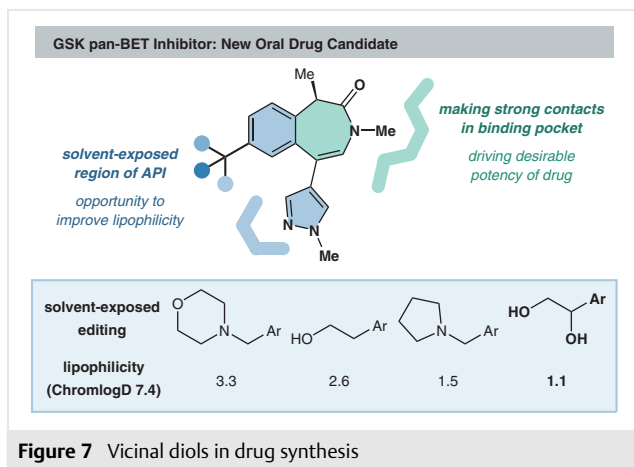 GSK pan-BET Inhibitor: New Oral Drug Candidate
Me
O
N
Me
making strong contacts
in binding pocket
driving desirable
potency of drug
solvent-exposed
region of API
opportunity to
improve lipophilicity
N
N
Me
solvent-exposed
editing
O
N
Ar
HO
Ar
N
Ar
HO
Ar
OH
lipophilicity
(ChromlogD 7.4)
3.3 2.6 1.5 1.1
Figure 7 Vicinal diols in drug synthesis